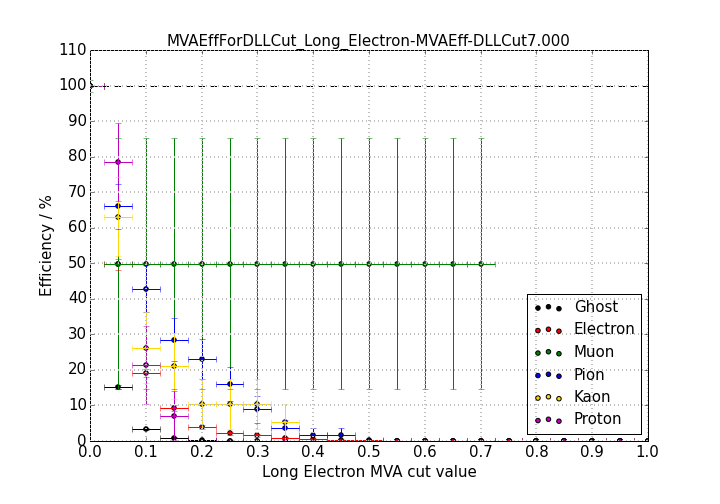 MVAEffForDLLCut_Long_Electron-MVAEff-DLLCut7.000
110
100
90
80
70
60
50
40
30
20
10
0
Efficiency / %
Ghost
Electron
Muon
Pion
Kaon
Proton
0.0 0.1 0.2 0.3 0.4 0.5 0.6 0.7 0.8 0.9 1.0
Long Electron MVA cut value